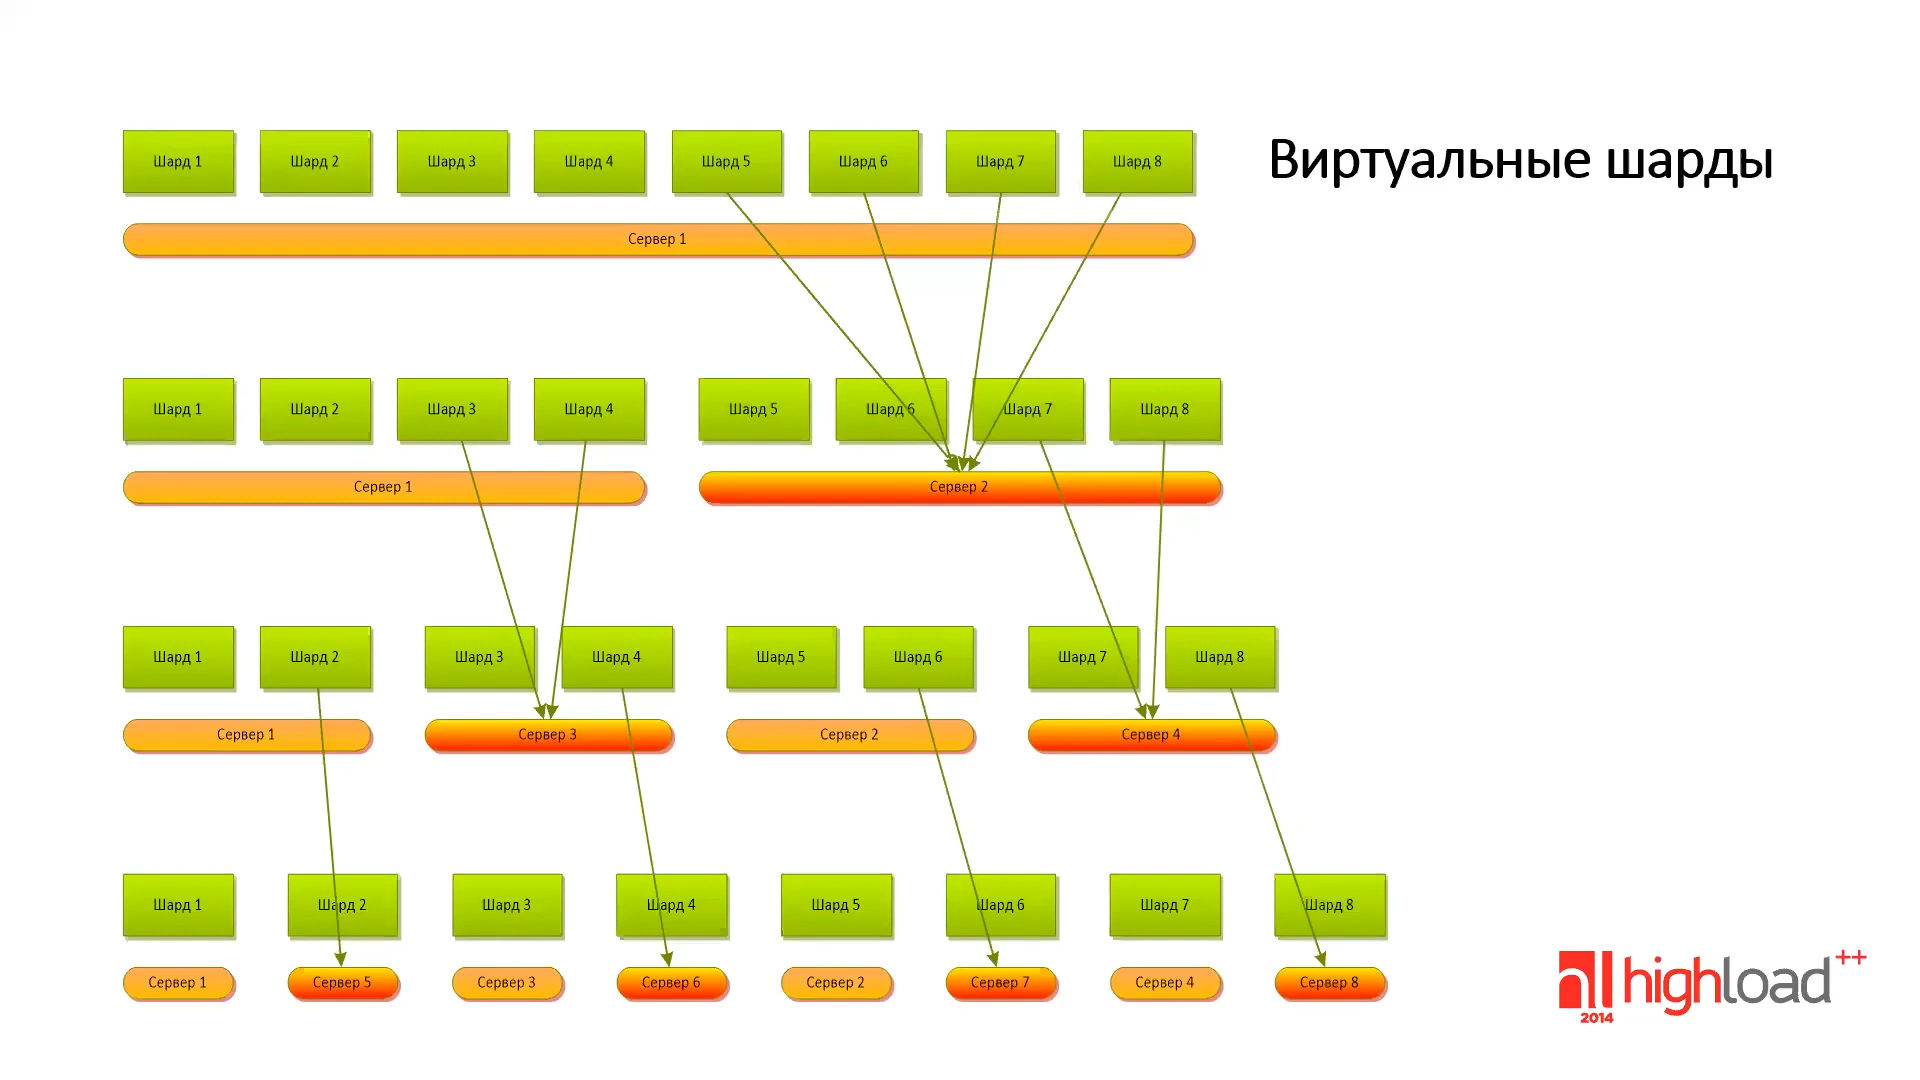 Виртуальные шарды
Шард 1 Шард 2 Шард 3 Шард 4 Шард 5 Шард 6 Шард 7 Шард 8
Сервер 1
Шард 1 Шард 2 Шард 3 Шард 4 Шард 5 Шард 6 Шард 7 Шард 8
Сервер 1 Сервер 2
Шард 1 Шард 2 Шард 3 Шард 4 Шард 5 Шард 6 Шард 7 Шард 8
Сервер 1 Сервер 3 Сервер 2 Сервер 4
Шард 1 Шард 2 Шард 3 Шард 4 Шард 5 Шард 6 Шард 7 Шард 8
Сервер 1 Сервер 5 Сервер 3 Сервер 6 Сервер 2 Сервер 7 Сервер 4 Сервер 8
highload++
2014